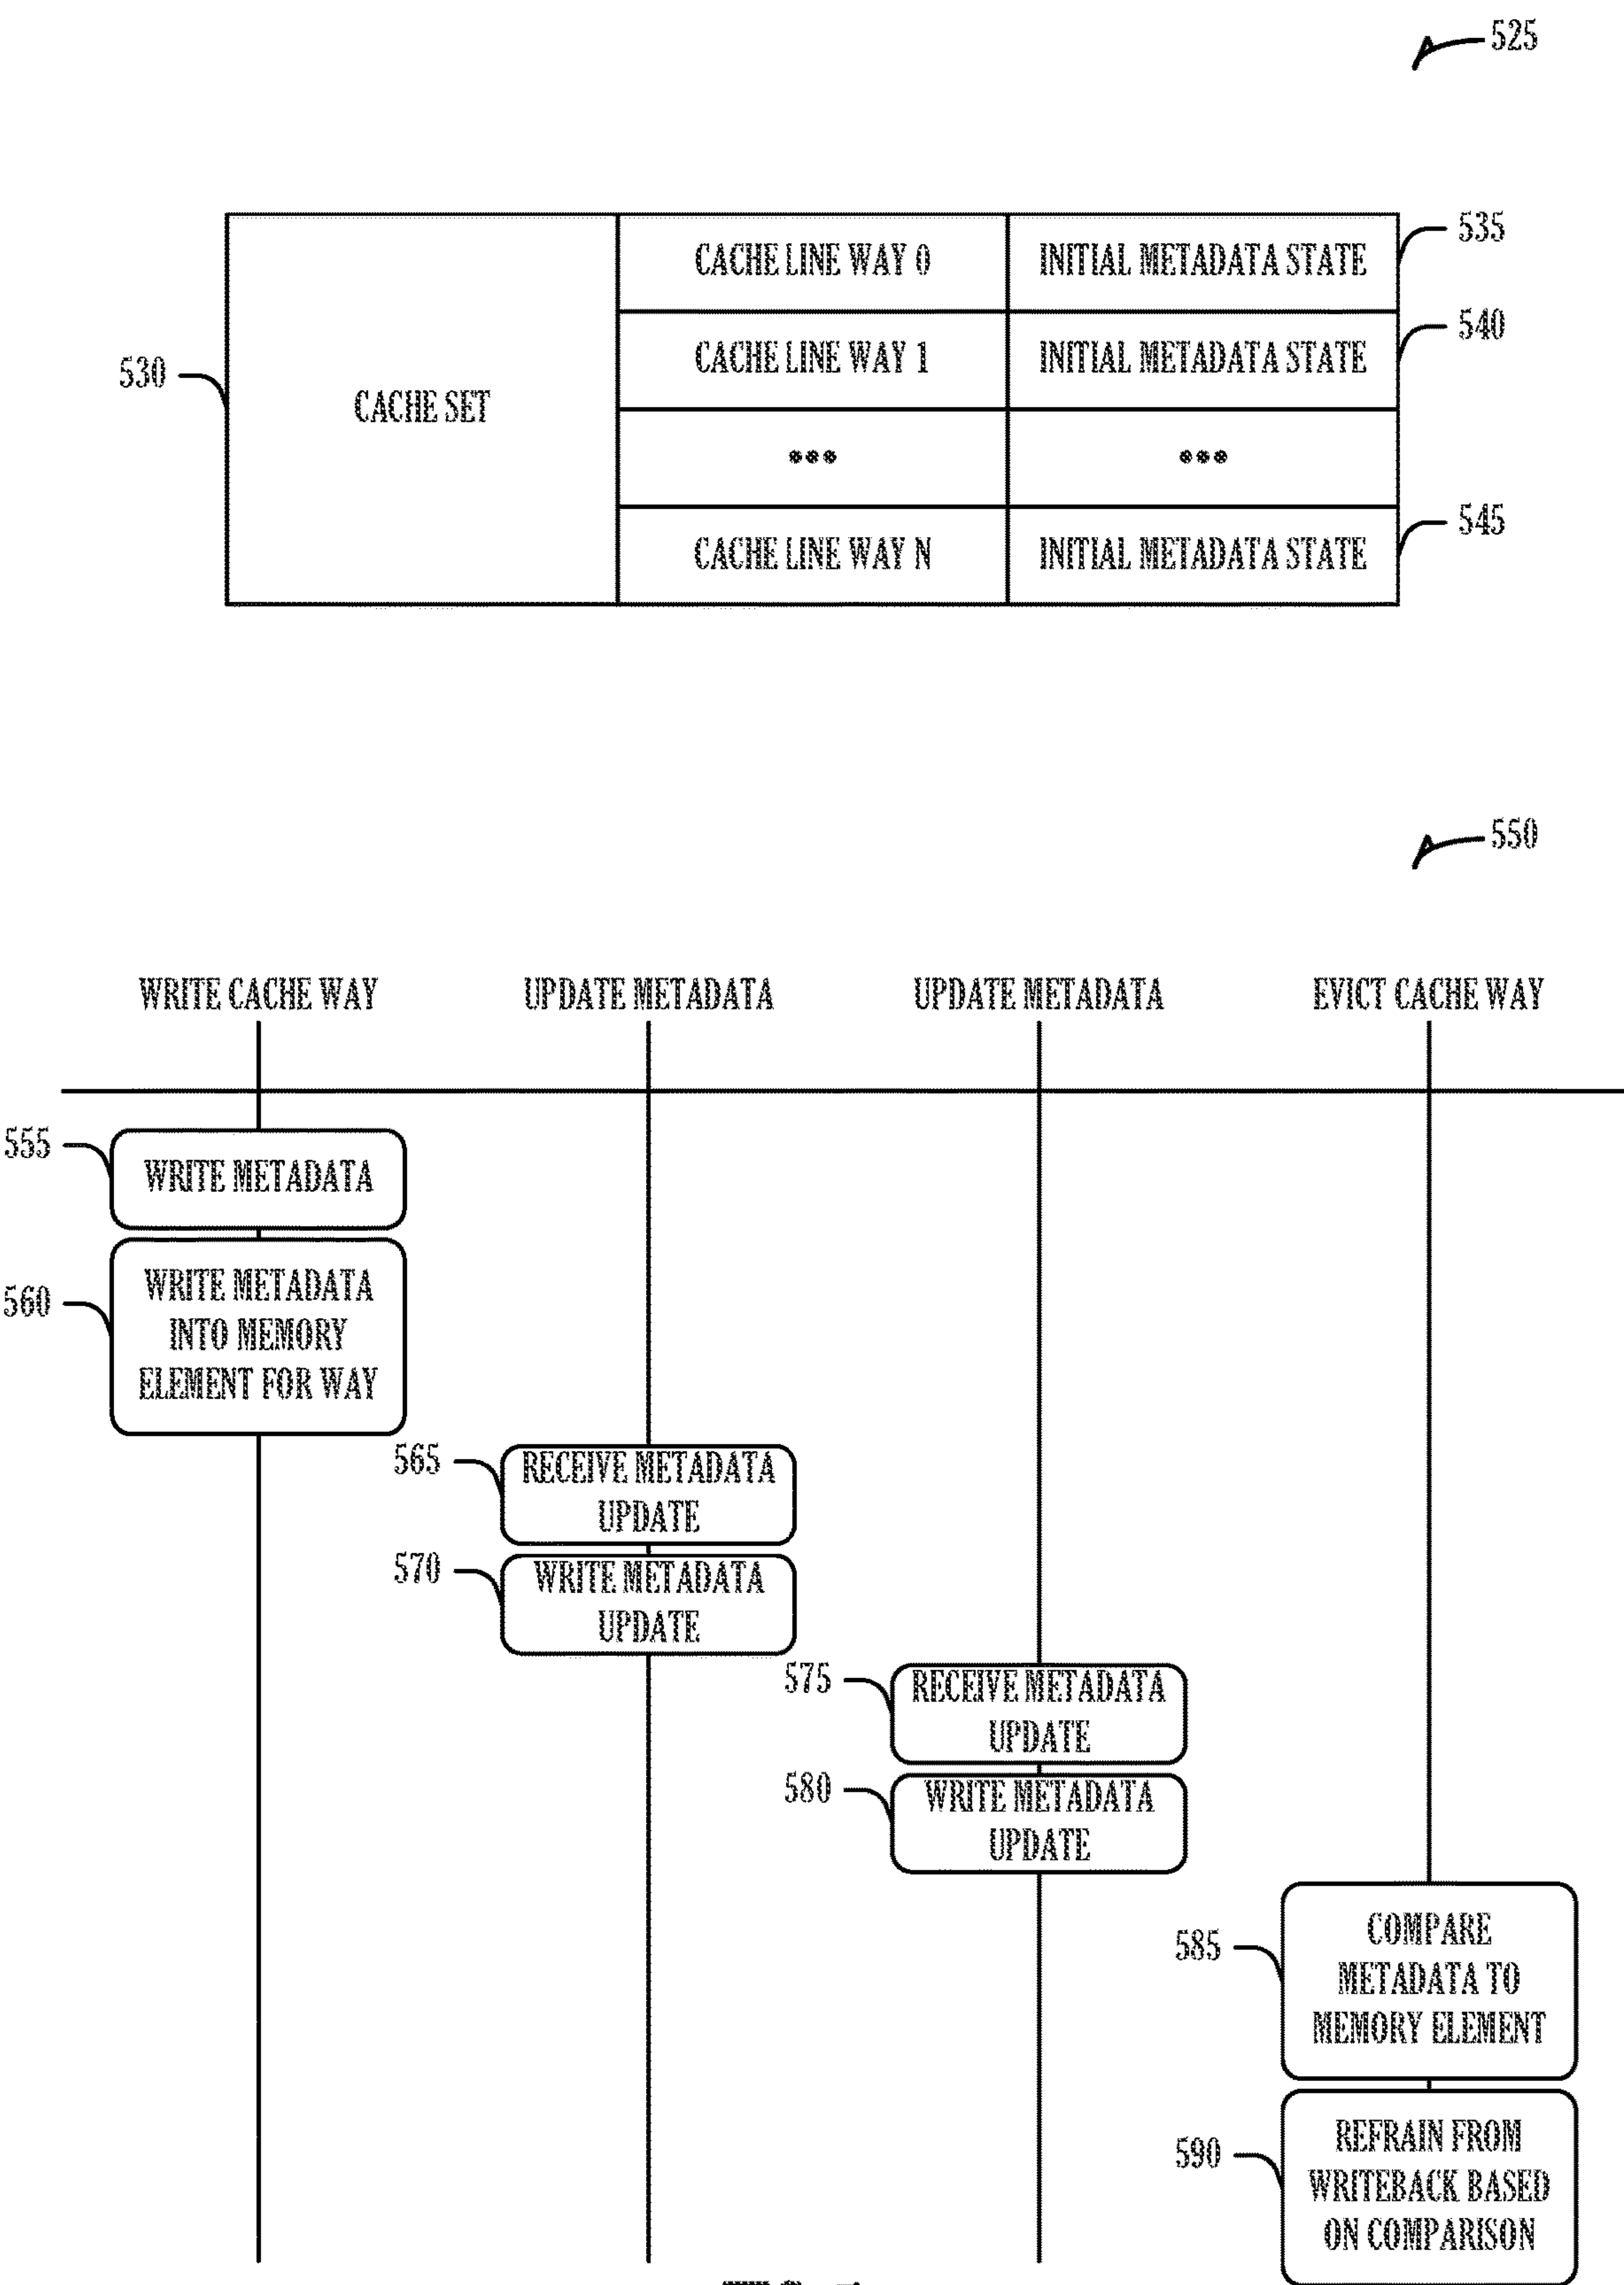 525
CACHE LINE WAY 0 INITIAL METADATA STATE 535
CACHE LINE WAY 1 INITIAL METADATA STATE 540
530 CACHE SET
••• •••
CACHE LINE WAY N INITIAL METADATA STATE 545
550
WRITE CACHE WAY UPDATE METADATA UPDATE METADATA EVICT CACHE WAY
555 WRITE METADATA
560 WRITE METADATA
INTO MEMORY
ELEMENT FOR WAY
565 RECEIVE METADATA
UPDATE
570 WRITE METADATA
UPDATE
575 RECEIVE METADATA
UPDATE
580 WRITE METADATA
UPDATE
585 COMPARE
METADATA TO
MEMORY ELEMENT
590 REFRAIN FROM
WRITEBACK BASED
ON COMPARISON